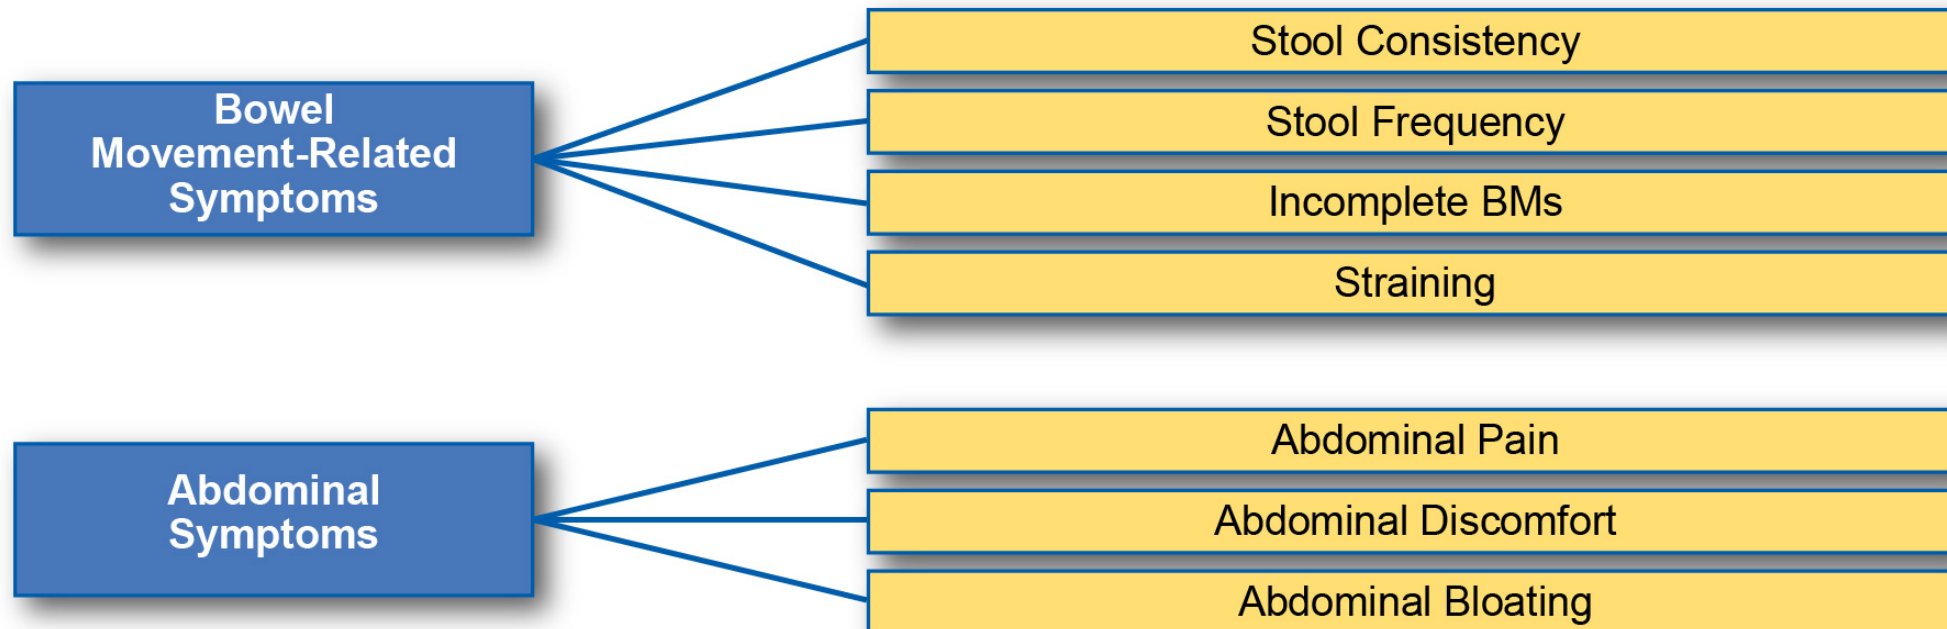 Bowel
Movement-Related
Symptoms
Stool Consistency
Stool Frequency
Incomplete BMs
Straining
Abdominal
Symptoms
Abdominal Pain
Abdominal Discomfort
Abdominal Bloating